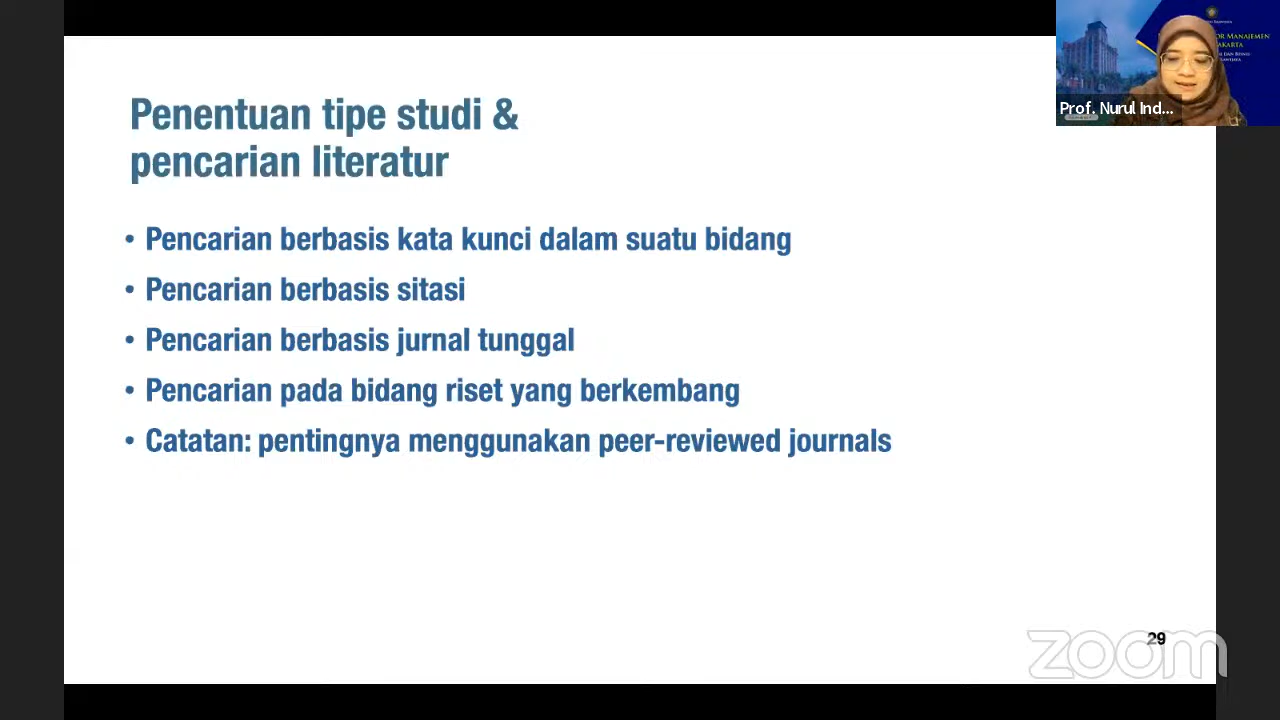 Penentuan tipe studi &
pencarian literatur
• Pencarian berbasis kata kunci dalam suatu bidang
• Pencarian berbasis sitasi
• Pencarian berbasis jurnal tunggal
• Pencarian pada bidang riset yang berkembang
• Catatan: pentingnya menggunakan peer-reviewed journals
29
zoom
MANAJEMEN
Prof. Nurul Ind...